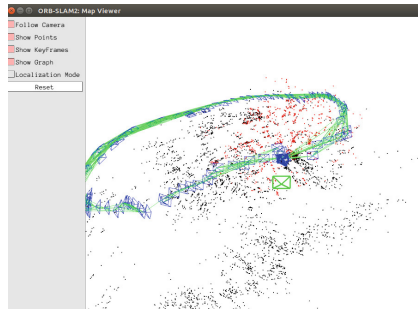 ORB-SLAM2: Map Viewer
Follow Camera
Show Points
Show KeyFrames
Show Graph
Localization Mode
Reset